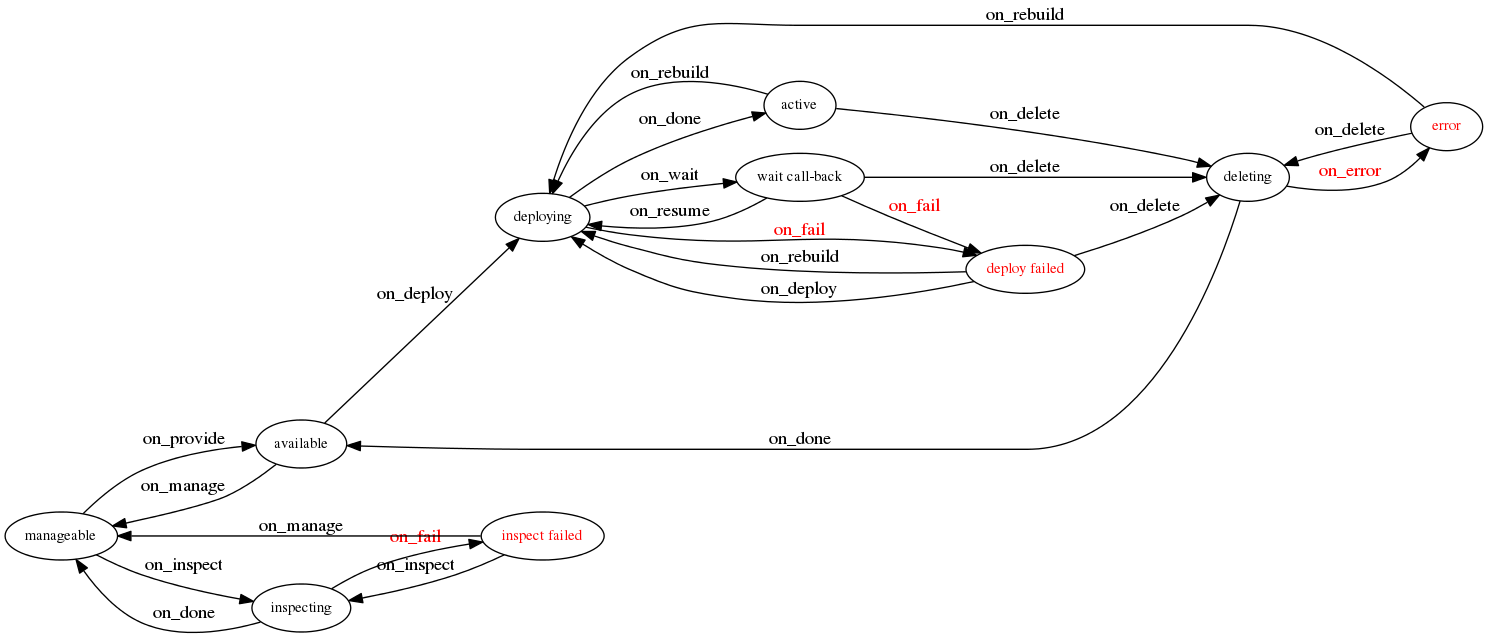 on_rebuild
on_rebuild
active
on_done
on_delete
error
on_delete
on_error
on_wait
wait call-back
on_delete
deleting
on_resume
on_fail
on_delete
deploying
on_fail
on_rebuild
deploy failed
on_deploy
on_deploy
on_provide
available
on_done
on_manage
on_manage
on_fail
manageable
inspect failed
on_inspect
on_inspect
inspecting
on_done